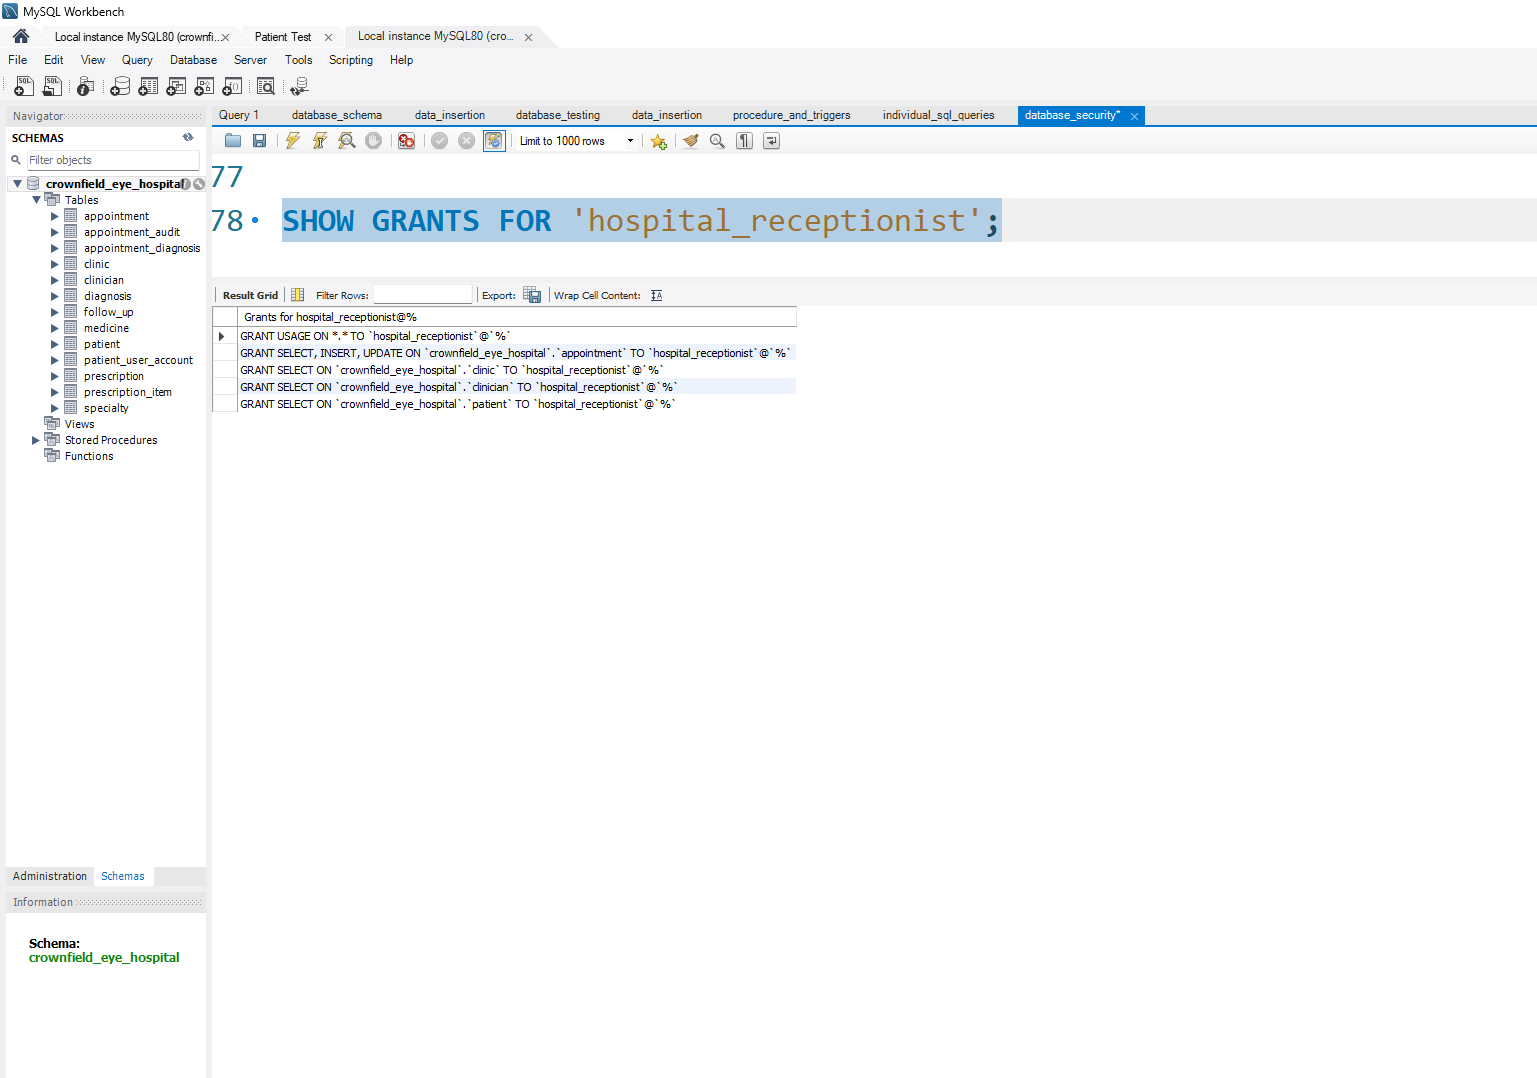 MySQL Workbench
Local instance MySQL80 (crownfi..
Patient Test
Local instance MySQL80 (cro...
File Edit View Query Database Server Tools Scripting Help
Navigator
SCHEMAS
Filter objects
crownfield_eye_hospital
Tables
appointment
appointment_audit
appointment_diagnosis
clinic
clinician
diagnosis
follow_up
medicine
patient
patient_user_account
prescription
prescription_item
specialty
Views
Stored Procedures
Functions
Administration Schemas
Information
Schema:
crownfield_eye_hospital
Query 1 database_schema data_insertion database_testing data_insertion procedure_and_triggers individual_sql_queries database_security*
Limit to 1000 rows
77
78 SHOW GRANTS FOR 'hospital_receptionist';
Result Grid Filter Rows: Export: Wrap Cell Content:
Grants for hospital_receptionist@%
GRANT USAGE ON *.* TO `hospital_receptionist`@`%`
GRANT SELECT, INSERT, UPDATE ON `crownfield_eye_hospital`.`appointment` TO `hospital_receptionist`@`%`
GRANT SELECT ON `crownfield_eye_hospital`.`clinic` TO `hospital_receptionist`@`%`
GRANT SELECT ON `crownfield_eye_hospital`.`clinician` TO `hospital_receptionist`@`%`
GRANT SELECT ON `crownfield_eye_hospital`.`patient` TO `hospital_receptionist`@`%`